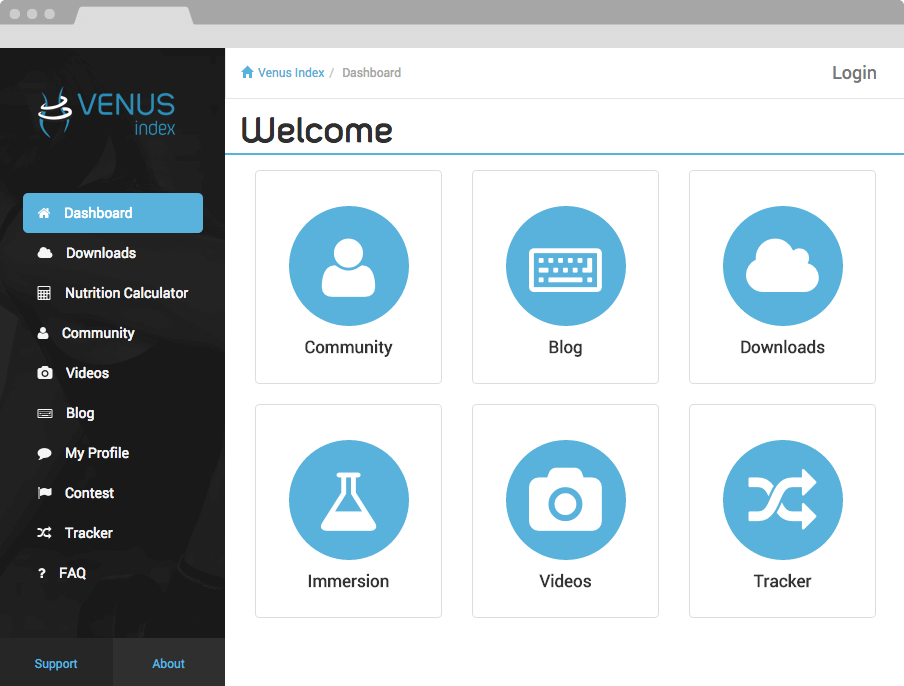 VENUS
index
Dashboard
Downloads
Nutrition Calculator
Community
Videos
Blog
My Profile
Contest
Tracker
? FAQ
Support
About
Venus Index / Dashboard
Login
Welcome
Community
Blog
Downloads
Immersion
Videos
Tracker